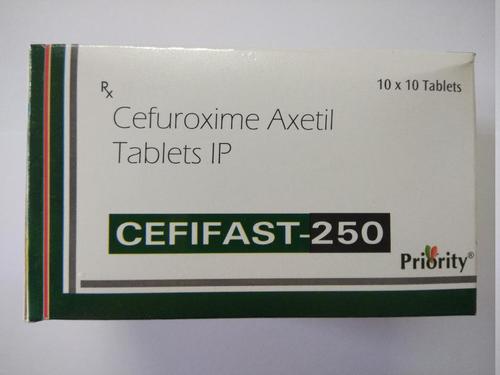 Rx
10 x 10 Tablets
Cefuroxime Axetil
Tablets IP
CEFIFAST-250
Priority®